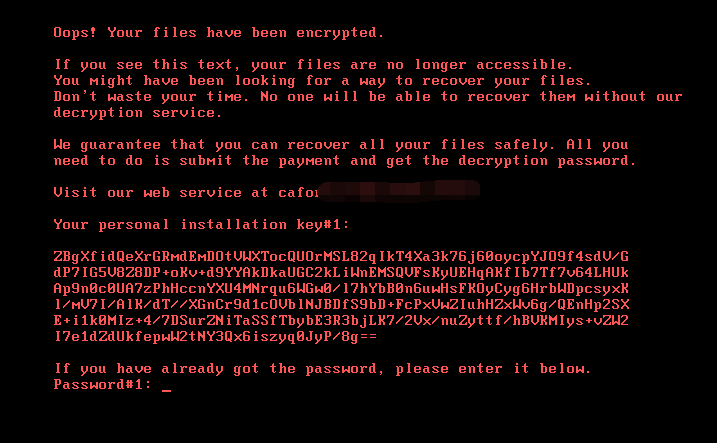 Oops! Your files have been encrypted.
If you see this text, your files are no longer accessible.
You might have been looking for a way to recover your files.
Don't waste your time. No one will be able to recover them without our
decryption service.
We guarantee that you can recover all your files safely. All you
need to do is submit the payment and get the decryption password.
Visit our web service at
Your personal installation key#1:
ZBgXfidQeXrGRmdEmDOtVWXTocQUOrMSL82qIkT4Xa3k76j60oycpYJO9f4sdV/G
dP7IG5V8Z8DP+oKv+d9YYAkDkaUGC2kLiWnEMSQVFsKyUEHqAKfIb7Tf7v64LHUk
Ap9n0c0UA7zPhHccnYXU4MNrqu6WGw0/l7hYbB0n6uwHsFKOyCyg6HrbWDpcsyxK
l/mV7I/AlK/dT//XGnCr9d1cOVblNJBDfS9bD+FcPxVwZIuhHZxWv6g/QEnHp2SX
E+i1k0MIz+4/7DSurZNiTaSSfTbybE3R3bjLK7/2Vx/nuZyttf/hBVKMIys+vZW2
I7e1dZdUkfepwW2tNY3Qx6iszyq0JyP/8g==
If you have already got the password, please enter it below.
Password#1: _